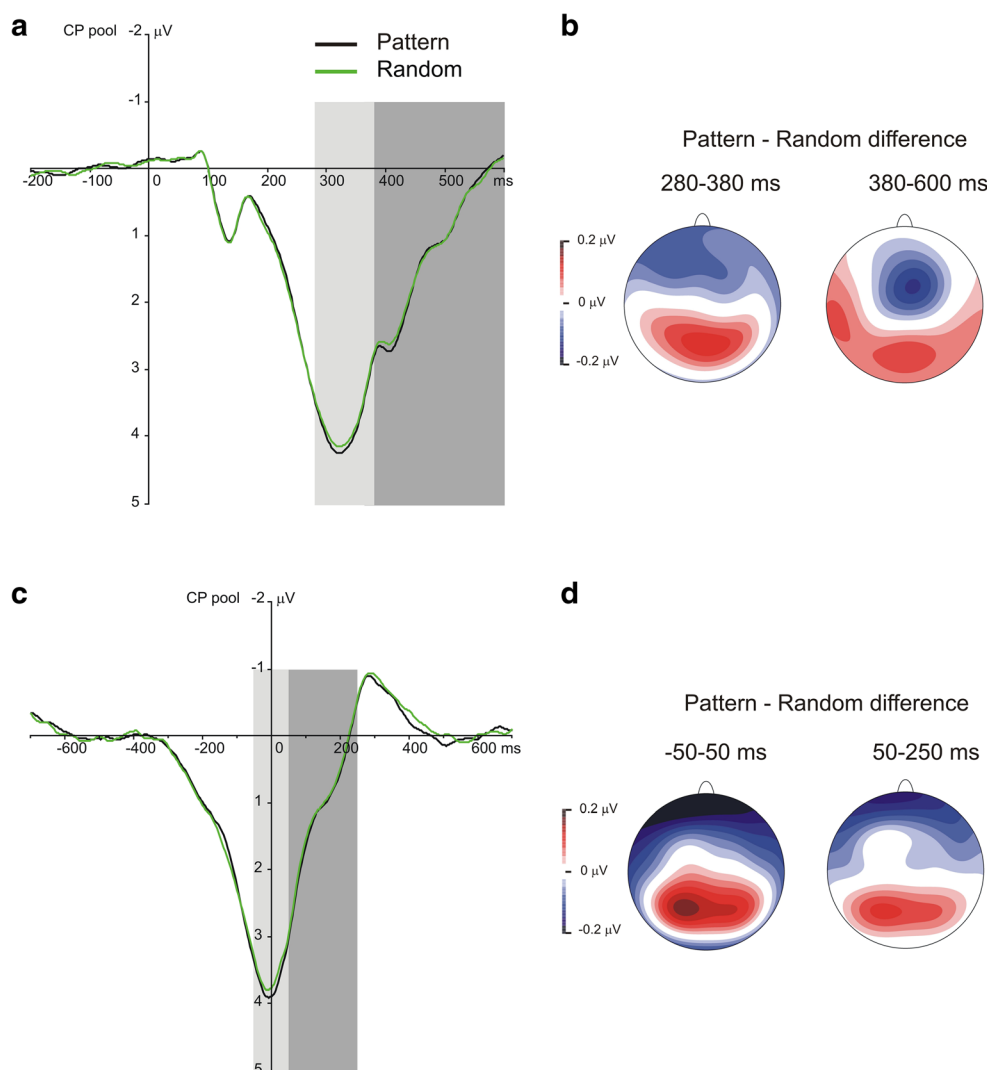 a
CP pool -2 μV
Pattern
Random
-1
-200 -100 0 100 200 300 400 500 ms
1
2
3
4
5
b
Pattern - Random difference
280-380 ms 380-600 ms
0.2 μV
0 μV
-0.2 μV
c
CP pool -2 μV
-1
-600 -400 -200 0 200 400 600 ms
1
2
3
4
5
d
Pattern - Random difference
-50-50 ms 50-250 ms
0.2 μV
0 μV
-0.2 μV